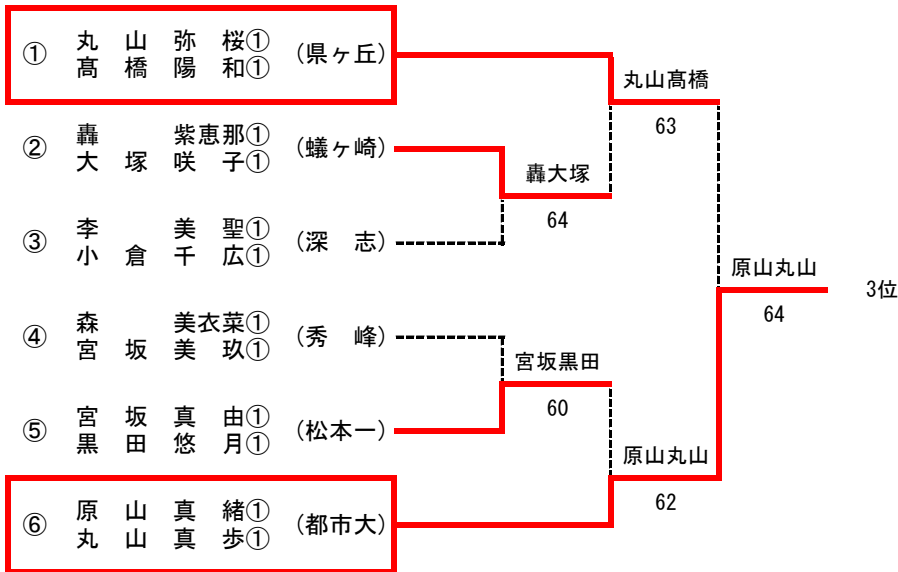 ① 丸山弥桜① (県ヶ丘)
髙橋陽和①
② 轟紫恵那① (蟻ヶ崎)
大塚咲子①
③ 李美聖① (深志)
小倉千広①
④ 森美衣菜① (秀峰)
宮坂美玖①
⑤ 宮坂真由① (松本一)
黒田悠月①
⑥ 原山真緒① (都市大)
丸山真歩①
轟大塚
64
宮坂黒田
60
丸山髙橋
63
原山丸山
62
原山丸山
64
3位